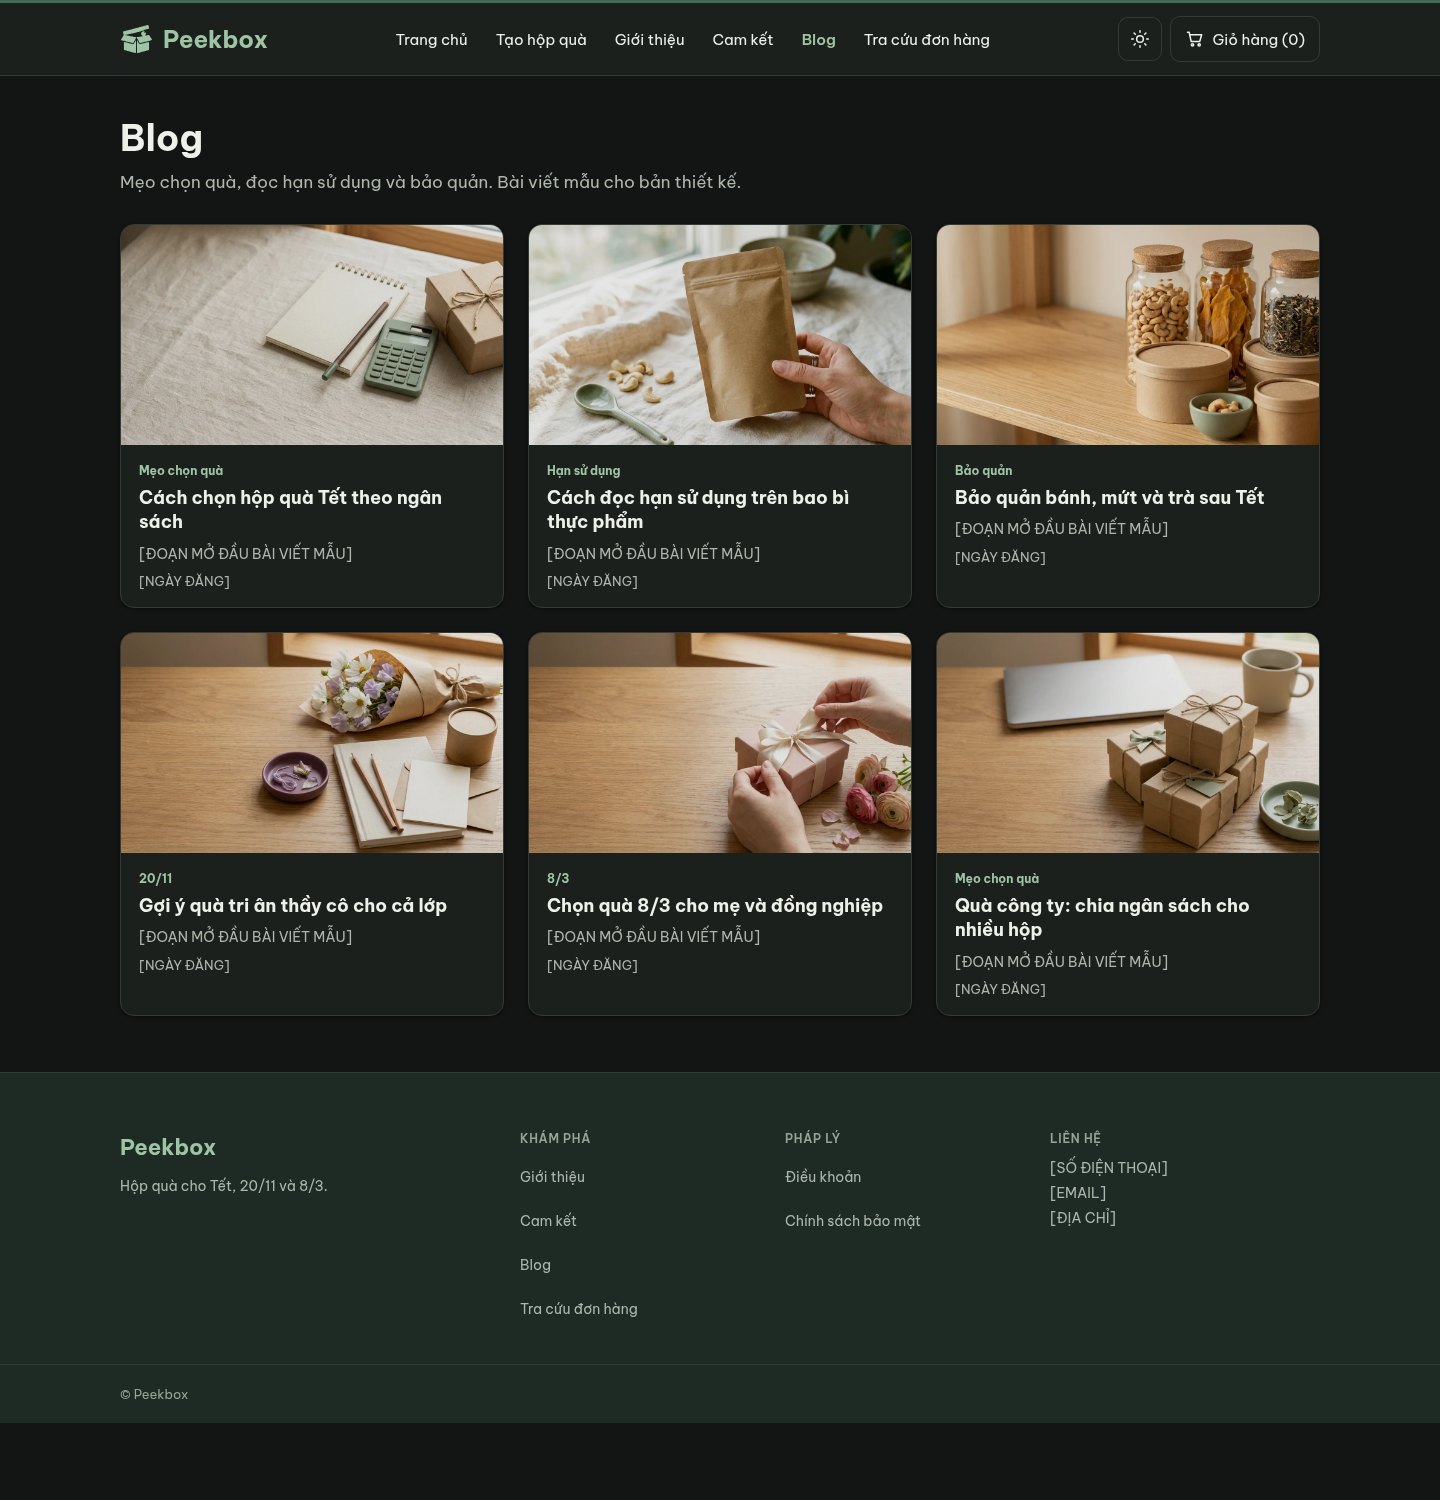 Peekbox
Trang chủ
Tạo hộp quà
Giới thiệu
Cam kết
Blog
Tra cứu đơn hàng
Giỏ hàng (0)
Blog
Mẹo chọn quà, đọc hạn sử dụng và bảo quản. Bài viết mẫu cho bản thiết kế.
Mẹo chọn quà
Cách chọn hộp quà Tết theo ngân
sách
[ĐOẠN MỞ ĐẦU BÀI VIẾT MẪU]
[NGÀY ĐĂNG]
Hạn sử dụng
Cách đọc hạn sử dụng trên bao bì
thực phẩm
[ĐOẠN MỞ ĐẦU BÀI VIẾT MẪU]
[NGÀY ĐĂNG]
Bảo quản
Bảo quản bánh, mứt và trà sau Tết
[ĐOẠN MỞ ĐẦU BÀI VIẾT MẪU]
[NGÀY ĐĂNG]
20/11
Gợi ý quà tri ân thầy cô cho cả lớp
[ĐOẠN MỞ ĐẦU BÀI VIẾT MẪU]
[NGÀY ĐĂNG]
8/3
Chọn quà 8/3 cho mẹ và đồng nghiệp
[ĐOẠN MỞ ĐẦU BÀI VIẾT MẪU]
[NGÀY ĐĂNG]
Mẹo chọn quà
Quà công ty: chia ngân sách cho
nhiều hộp
[ĐOẠN MỞ ĐẦU BÀI VIẾT MẪU]
[NGÀY ĐĂNG]
Peekbox
Hộp quà cho Tết, 20/11 và 8/3.
KHÁM PHÁ
Giới thiệu
Cam kết
Blog
Tra cứu đơn hàng
PHÁP LÝ
Điều khoản
Chính sách bảo mật
LIÊN HỆ
[SỐ ĐIỆN THOẠI]
[EMAIL]
[ĐỊA CHỈ]
© Peekbox